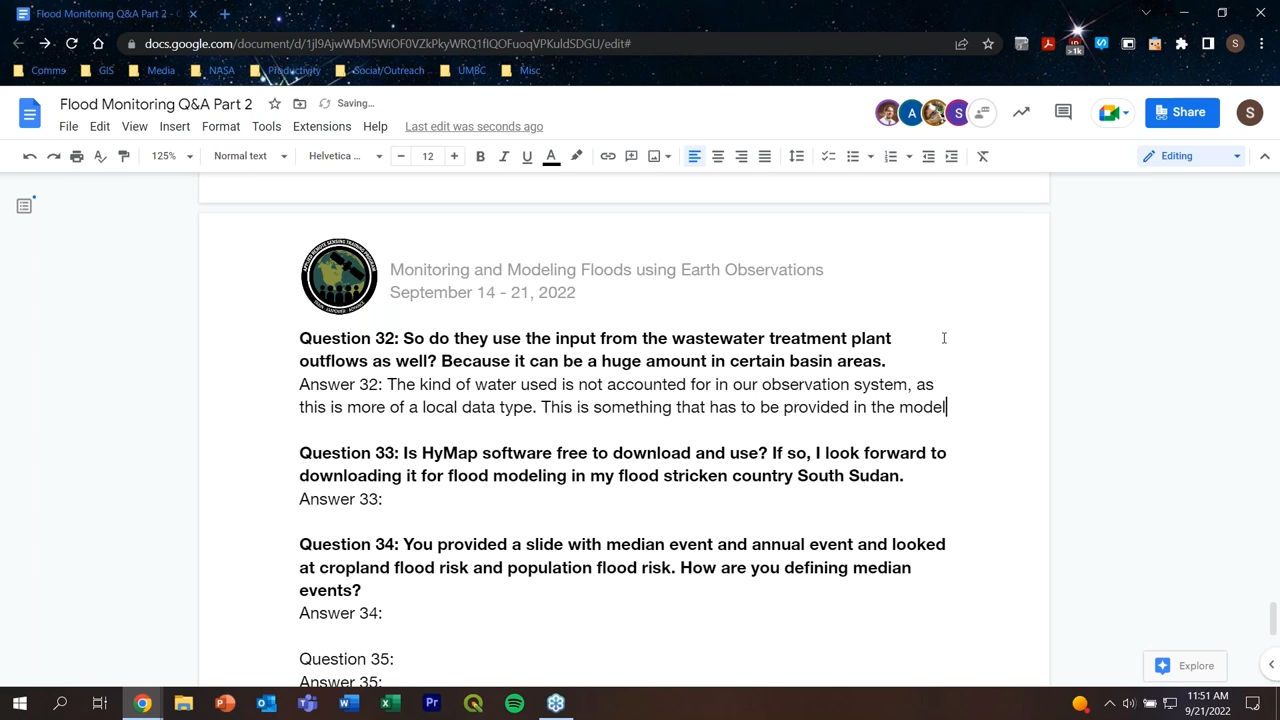 Flood Monitoring Q&A Part 2 -
docs.google.com/document/d/1jl9AjwWbM5WiOF0VZkPkyWRQ1fIQOFuoqVPKuldSDGU/edit#
>1k
S
Comms GIS Media NASA Productivity Social/Outreach UMBC Misc
Flood Monitoring Q&A Part 2 Saving…
A S Share S
File Edit View Insert Format Tools Extensions Help Last edit was seconds ago
125% Normal text Helvetica ... 12 B I U A Editing
Monitoring and Modeling Floods using Earth Observations
September 14 - 21, 2022
Question 32: So do they use the input from the wastewater treatment plant
outflows as well? Because it can be a huge amount in certain basin areas.
Answer 32: The kind of water used is not accounted for in our observation system, as
this is more of a local data type. This is something that has to be provided in the model
Question 33: Is HyMap software free to download and use? If so, I look forward to
downloading it for flood modeling in my flood stricken country South Sudan.
Answer 33:
Question 34: You provided a slide with median event and annual event and looked
at cropland flood risk and population flood risk. How are you defining median
events?
Answer 34:
Question 35:
Answer 35:
Explore
11:51 AM
9/21/2022